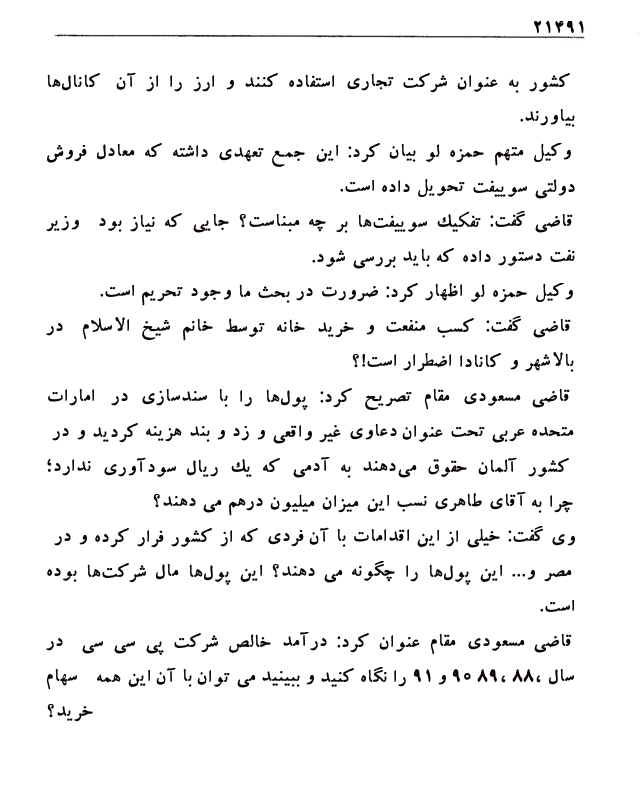 ۲۱۴۹۱
کشور به عنوان شرکت تجاری استفاده کنند و ارز را از آن کانال‌ها
بیاورند.
وکیل متهم حمزه لو بیان کرد: این جمع تعهدی داشته که معادل فروش
دولتی سوییفت تحویل داده است.
قاضی گفت: تفکیك سوییفت‌ها بر چه مبناست؟ جایی که نیاز بود وزیر
نفت دستور داده که باید بررسی شود.
وکیل حمزه لو اظهار کرد: ضرورت در بحث ما وجود تحریم است.
قاضی گفت: کسب منفعت و خرید خانه توسط خانم شیخ الاسلام در
بالاشهر و کانادا اضطرار است!؟
قاضی مسعودی مقام تصریح کرد: پول‌ها را با سندسازی در امارات
متحده عربی تحت عنوان دعاوی غیر واقعی و زد و بند هزینه کردید و در
کشور آلمان حقوق می‌دهند به آدمی که یك ریال سودآوری ندارد؛
چرا به آقای طاهری نسب این میزان میلیون درهم می دهند؟
وی گفت: خیلی از این اقدامات با آن فردی که از کشور فرار کرده و در
مصر و... این پول‌ها را چگونه می دهند؟ این پول‌ها مال شرکت‌ها بوده
است.
قاضی مسعودی مقام عنوان کرد: درآمد خالص شرکت پی سی سی در
سال ،۸۸ ،۸۹ ۹۰ و ۹۱ را نگاه کنید و ببینید می توان با آن این همه سهام
خرید؟